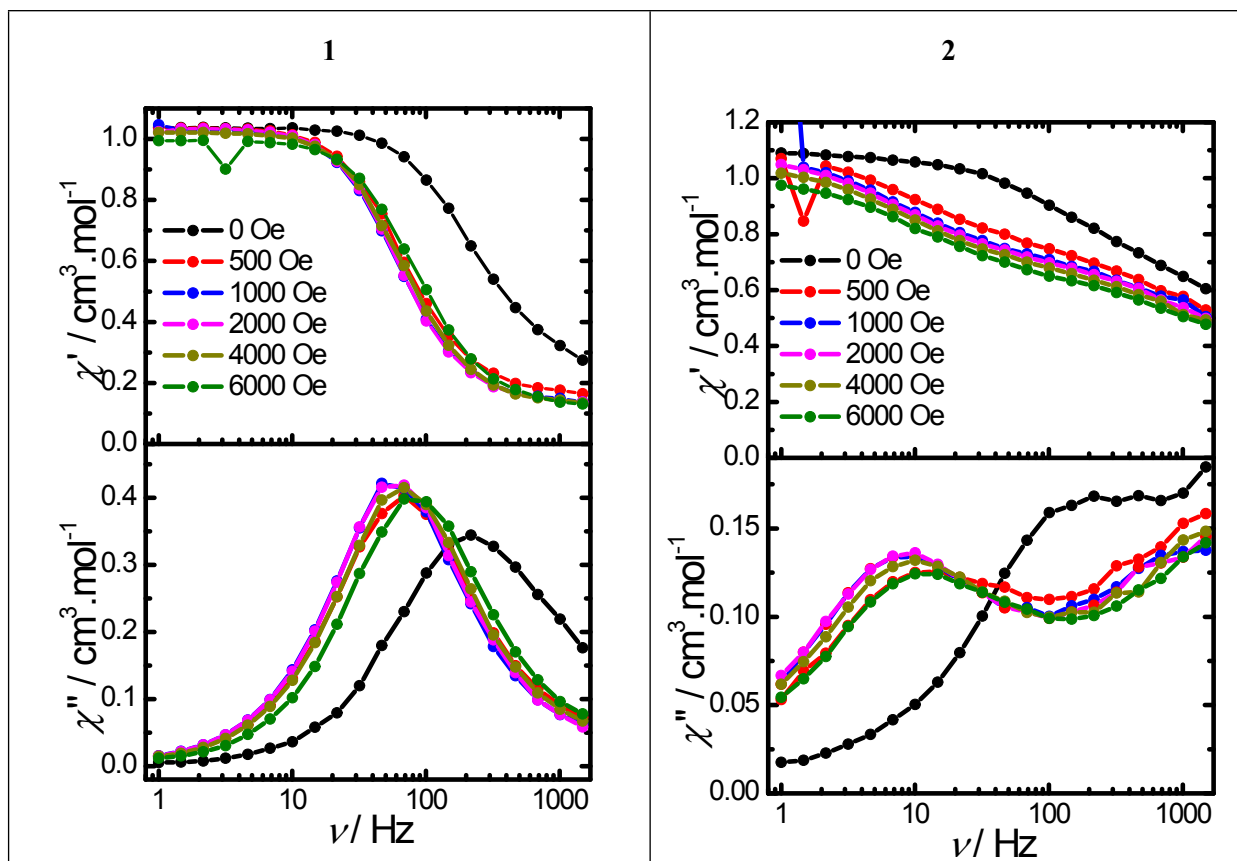 1
1.0
0.8
0.6
0.4
0.2
0.0
χ' / cm³.mol⁻¹
0 Oe
500 Oe
1000 Oe
2000 Oe
4000 Oe
6000 Oe
0.4
0.3
0.2
0.1
0.0
χ" / cm³.mol⁻¹
1 10 100 1000
ν / Hz
2
1.2
1.0
0.8
0.6
0.4
0.2
0.0
χ' / cm³.mol⁻¹
0 Oe
500 Oe
1000 Oe
2000 Oe
4000 Oe
6000 Oe
0.15
0.10
0.05
0.00
χ" / cm³.mol⁻¹
1 10 100 1000
ν / Hz